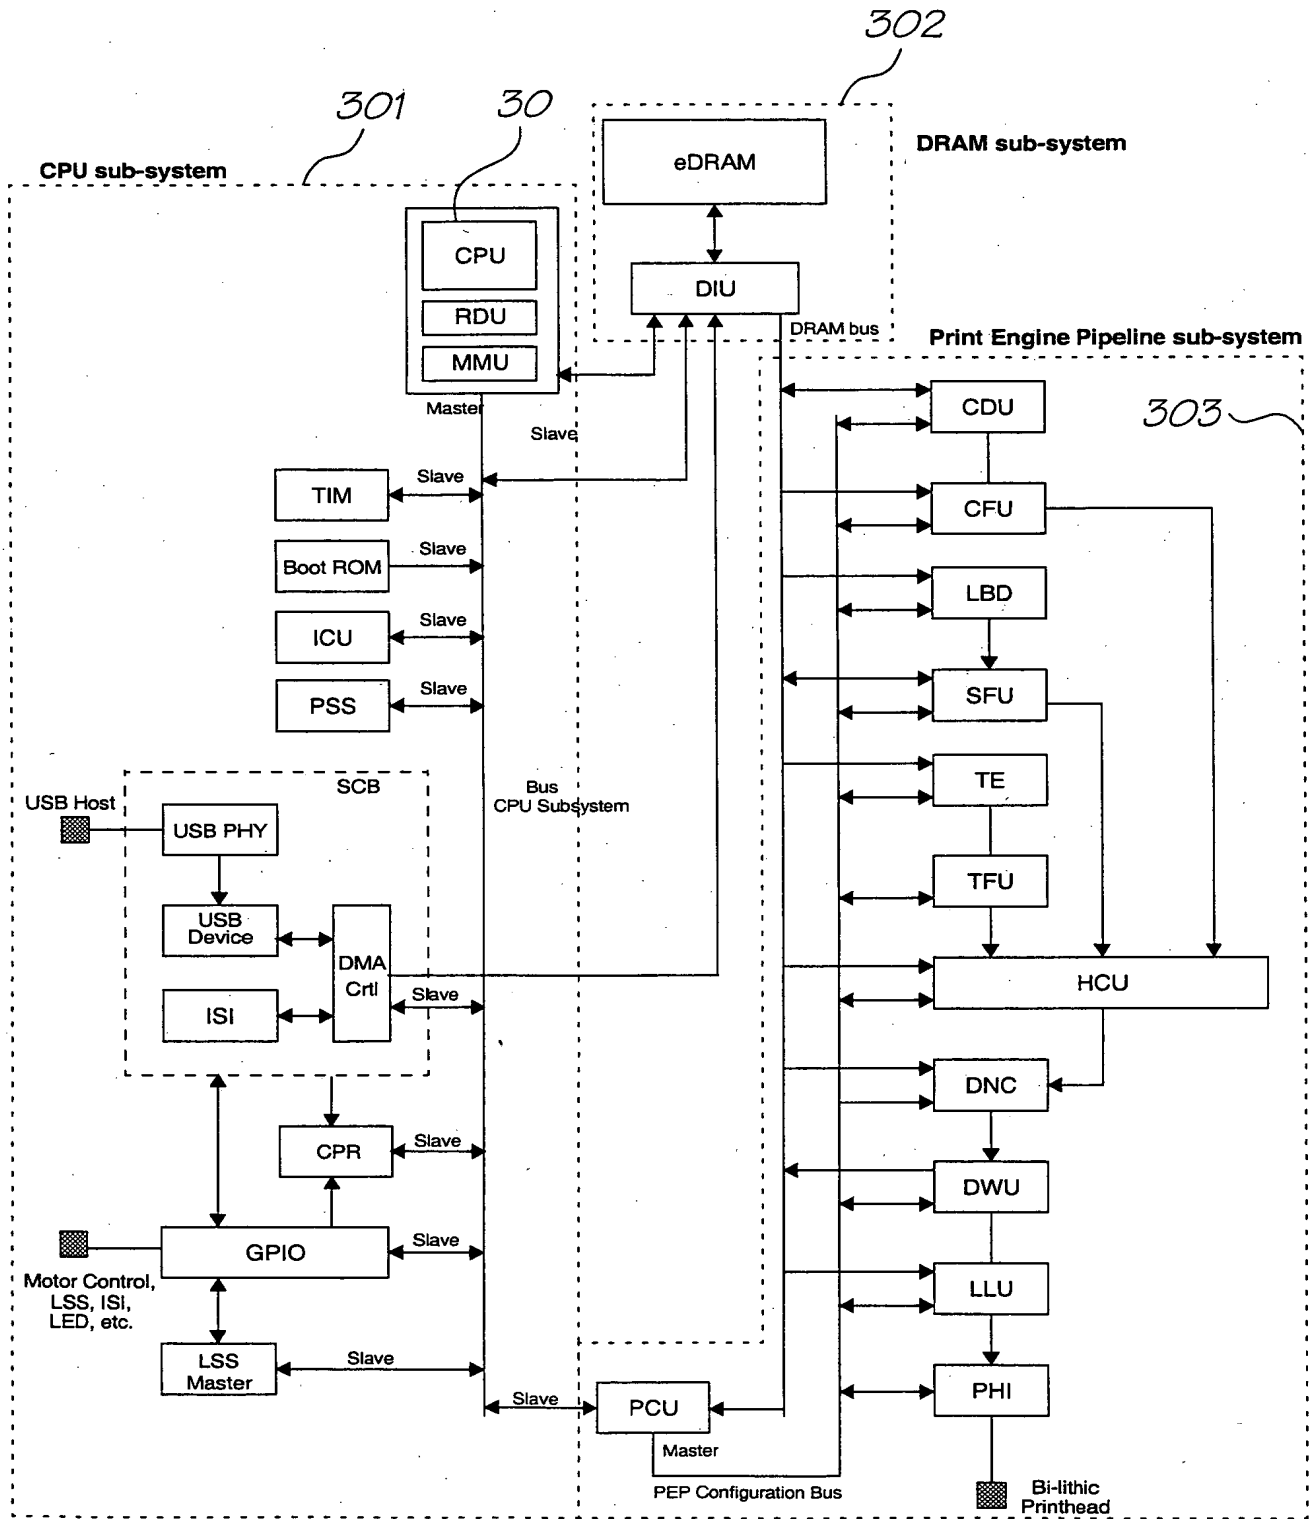 302
301
30
DRAM sub-system
CPU sub-system
eDRAM
CPU
DIU
RDU
DRAM bus
Print Engine Pipeline sub-system
MMU
Master
CDU
303
Slave
TIM
Slave
CFU
Boot ROM
Slave
LBD
ICU
Slave
PSS
Slave
SFU
SCB
Bus
CPU Subsystem
TE
USB Host
USB PHY
TFU
USB
Device
DMA
Crtl
HCU
ISI
Slave
DNC
CPR
Slave
DWU
GPIO
Slave
Motor Control,
LSS, ISI,
LED, etc.
LLU
LSS
Master
Slave
PHI
Slave
PCU
Master
PEP Configuration Bus
Bi-lithic
Printhead